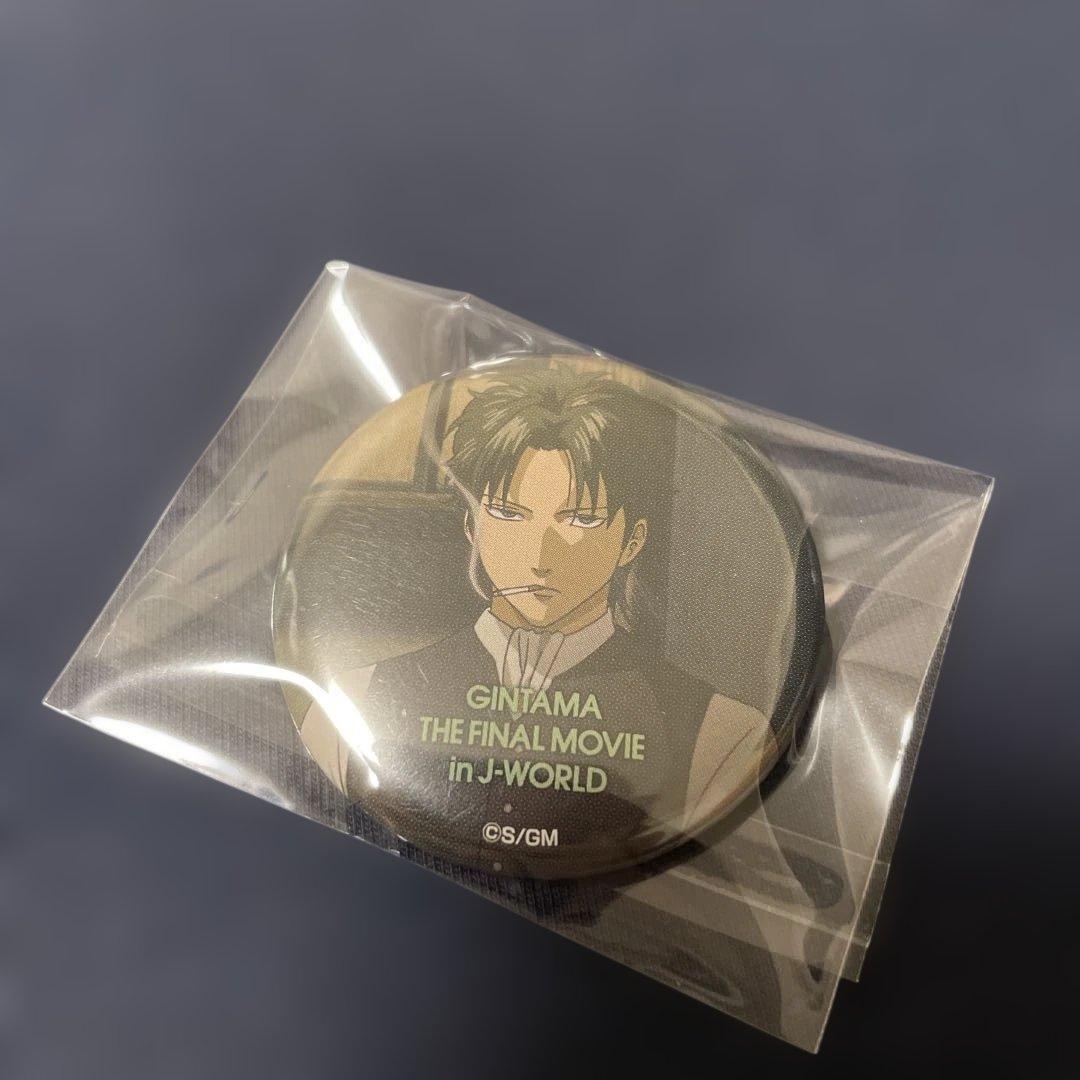 GINTAMA
THE FINAL MOVIE
in J-WORLD
©S/GM